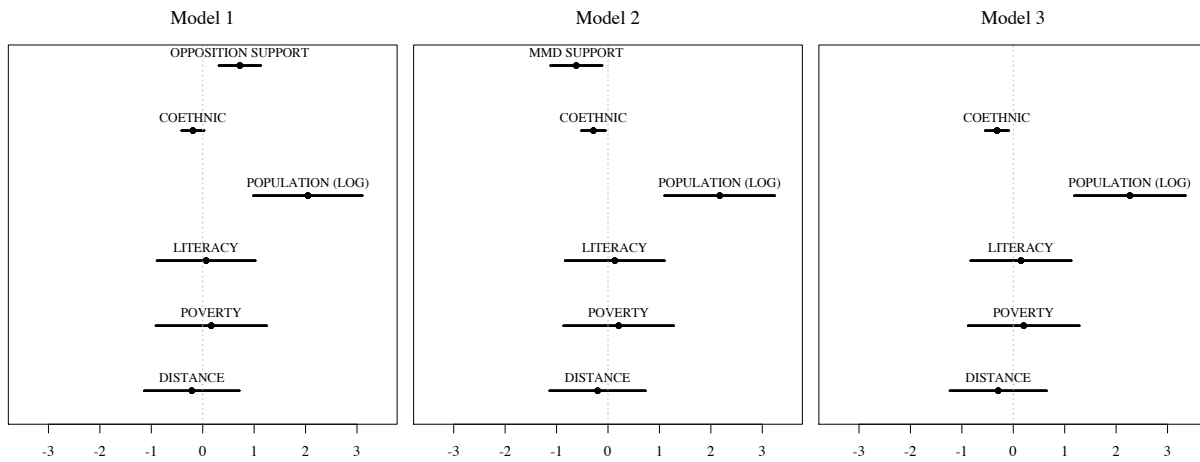 Model 1
OPPOSITION SUPPORT
COETHNIC
POPULATION (LOG)
LITERACY
POVERTY
DISTANCE
-3 -2 -1 0 1 2 3
Model 2
MMD SUPPORT
COETHNIC
POPULATION (LOG)
LITERACY
POVERTY
DISTANCE
-3 -2 -1 0 1 2 3
Model 3
COETHNIC
POPULATION (LOG)
LITERACY
POVERTY
DISTANCE
-3 -2 -1 0 1 2 3